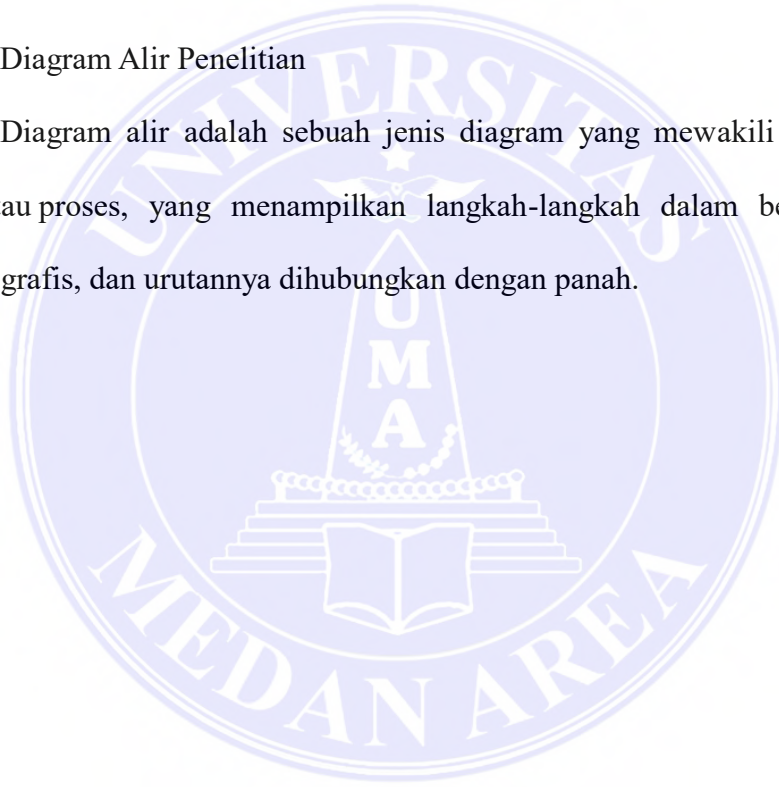 Diagram Alir Penelitian
Diagram alir adalah sebuah jenis diagram yang mewakili
tau proses, yang menampilkan langkah-langkah dalam be
grafis, dan urutannya dihubungkan dengan panah.
UNIVERSITAS
UMA
MEDAN AREA